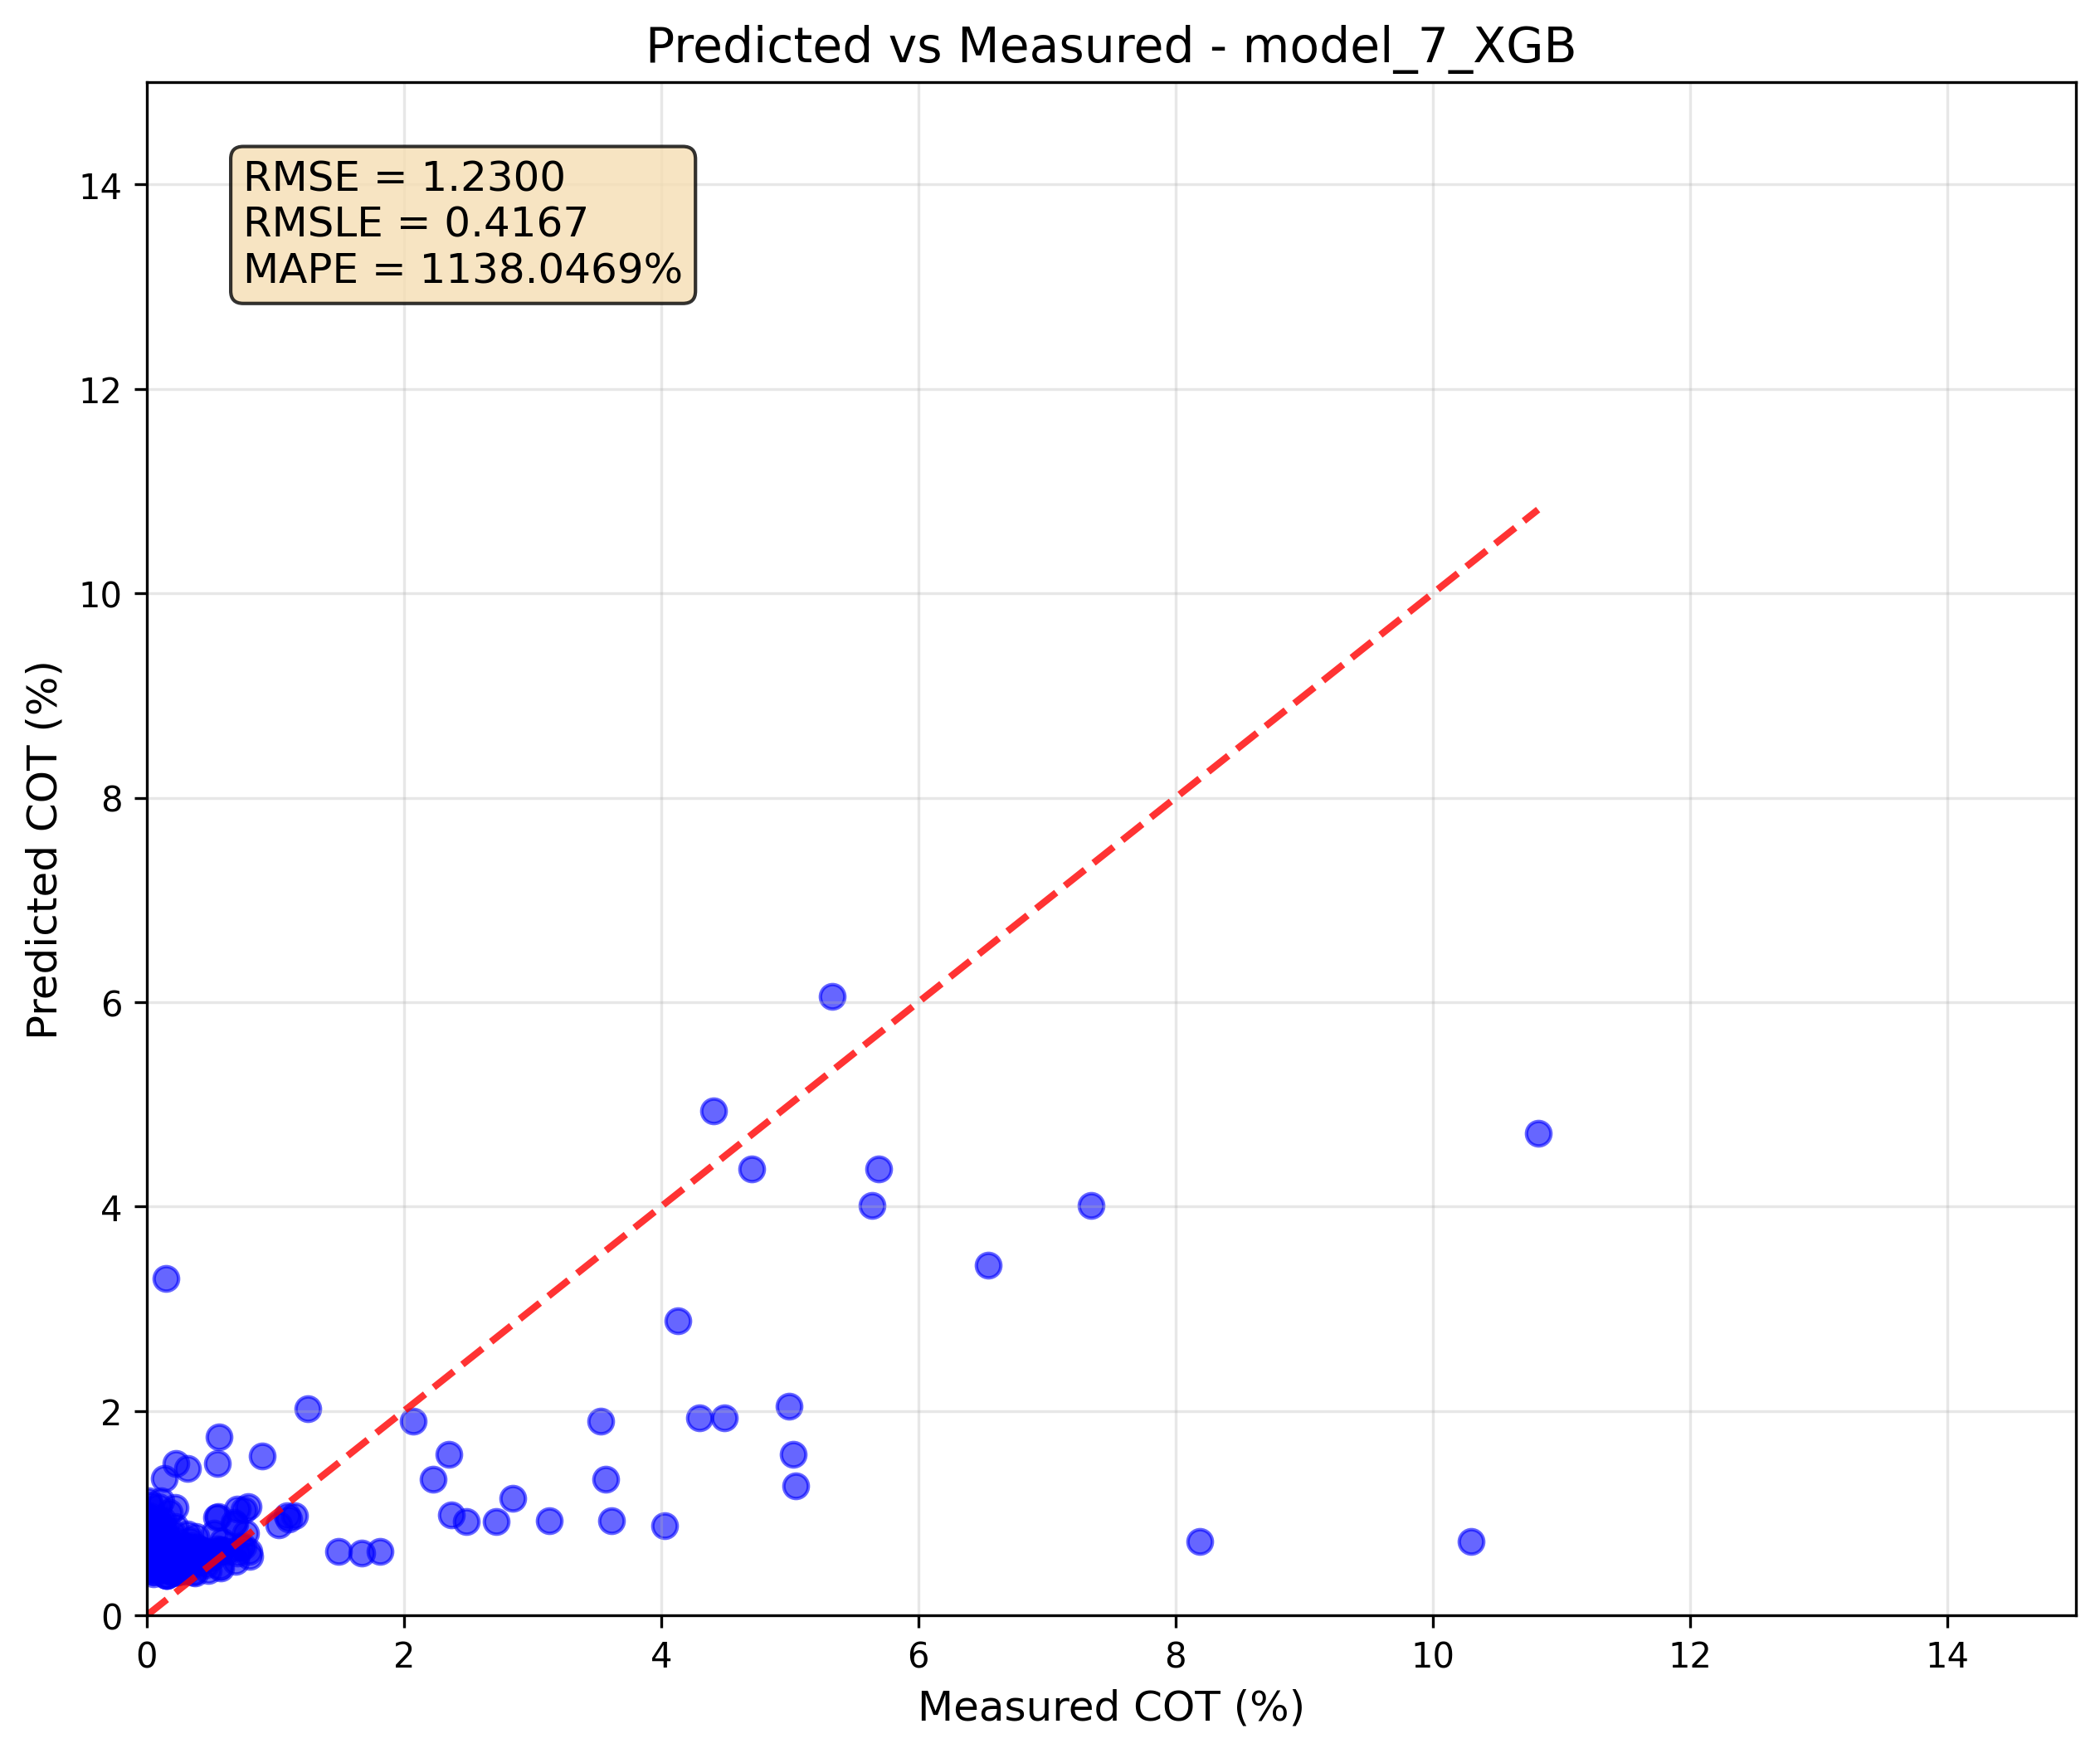 Predicted vs Measured - model_7_XGB
RMSE = 1.2300
RMSLE = 0.4167
MAPE = 1138.0469%
14
12
10
8
6
4
2
0
Predicted COT (%)
0 2 4 6 8 10 12 14
Measured COT (%)